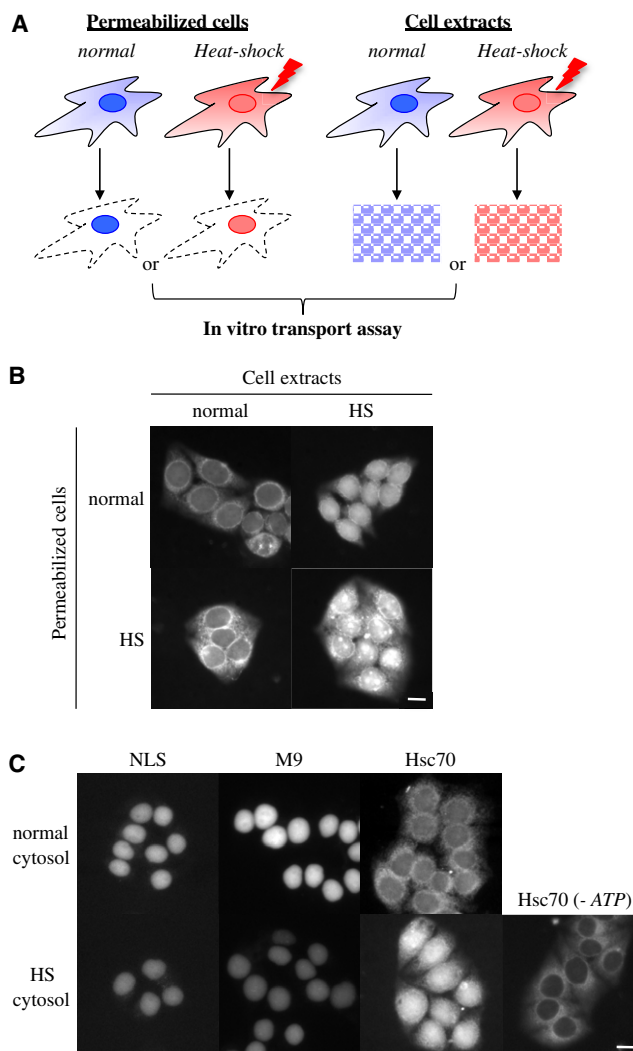 A
Permeabilized cells
Cell extracts
normal
Heat-shock
normal
Heat-shock
or
or
In vitro transport assay
B
Cell extracts
normal
HS
Permeabilized cells
normal
HS
C
NLS
M9
Hsc70
normal
cytosol
Hsc70 (- ATP)
HS
cytosol